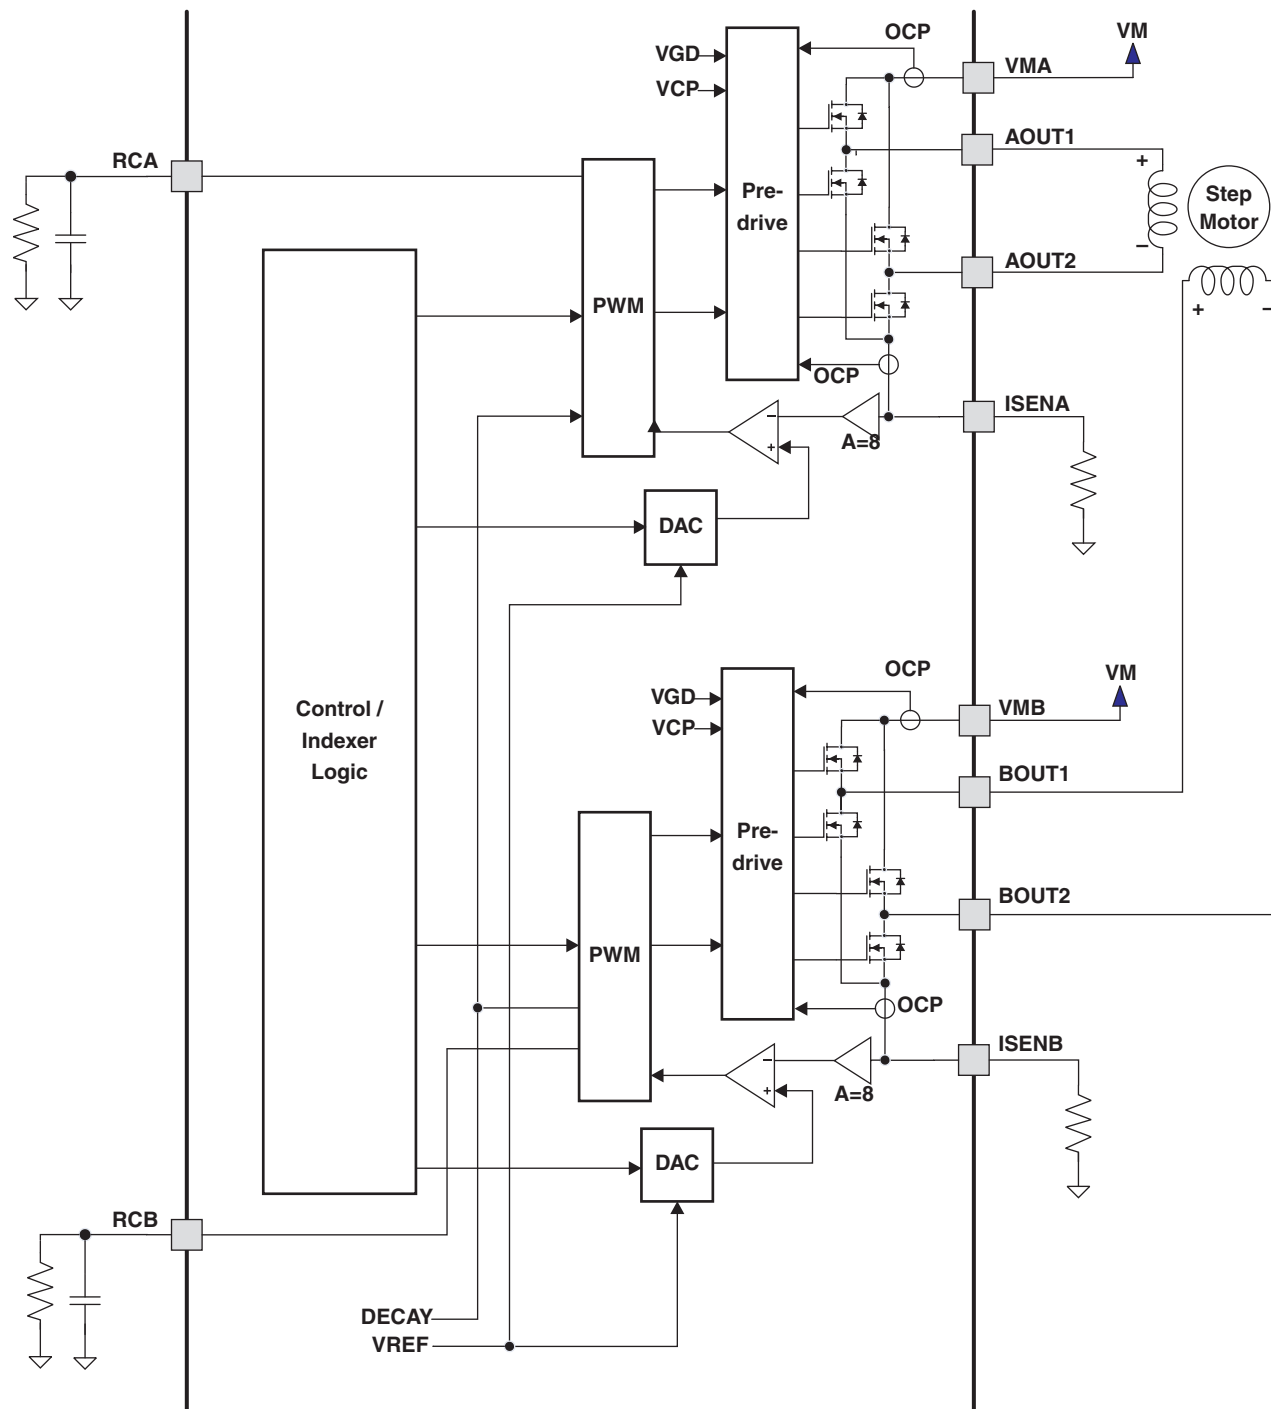 OCP
VM
VGD
VMA
VCP
AOUT1
RCA
+
Pre-
drive
Step
Motor
–
AOUT2
PWM
+
–
OCP
ISENA
–
+
A=8
DAC
OCP
VM
VGD
VMB
VCP
Control /
Indexer
Logic
BOUT1
Pre-
drive
BOUT2
PWM
OCP
ISENB
–
+
A=8
DAC
RCB
DECAY
VREF